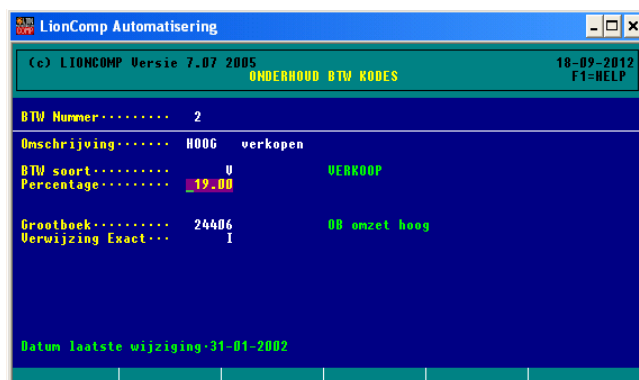 LionComp Automatisering
(c) LIONCOMP Versie 7.07 2005 18-09-2012
ONDERHOUD BTW KODES F1=HELP
BTW Nummer········· 2
Omschrijving······· HOOG verkopen
BTW soort·········· V VERKOOP
Percentage········· _19.00
Grootboek·········· 24406 OB omzet hoog
Verwijzing Exact··· I
Datum laatste wijziging·31-01-2002